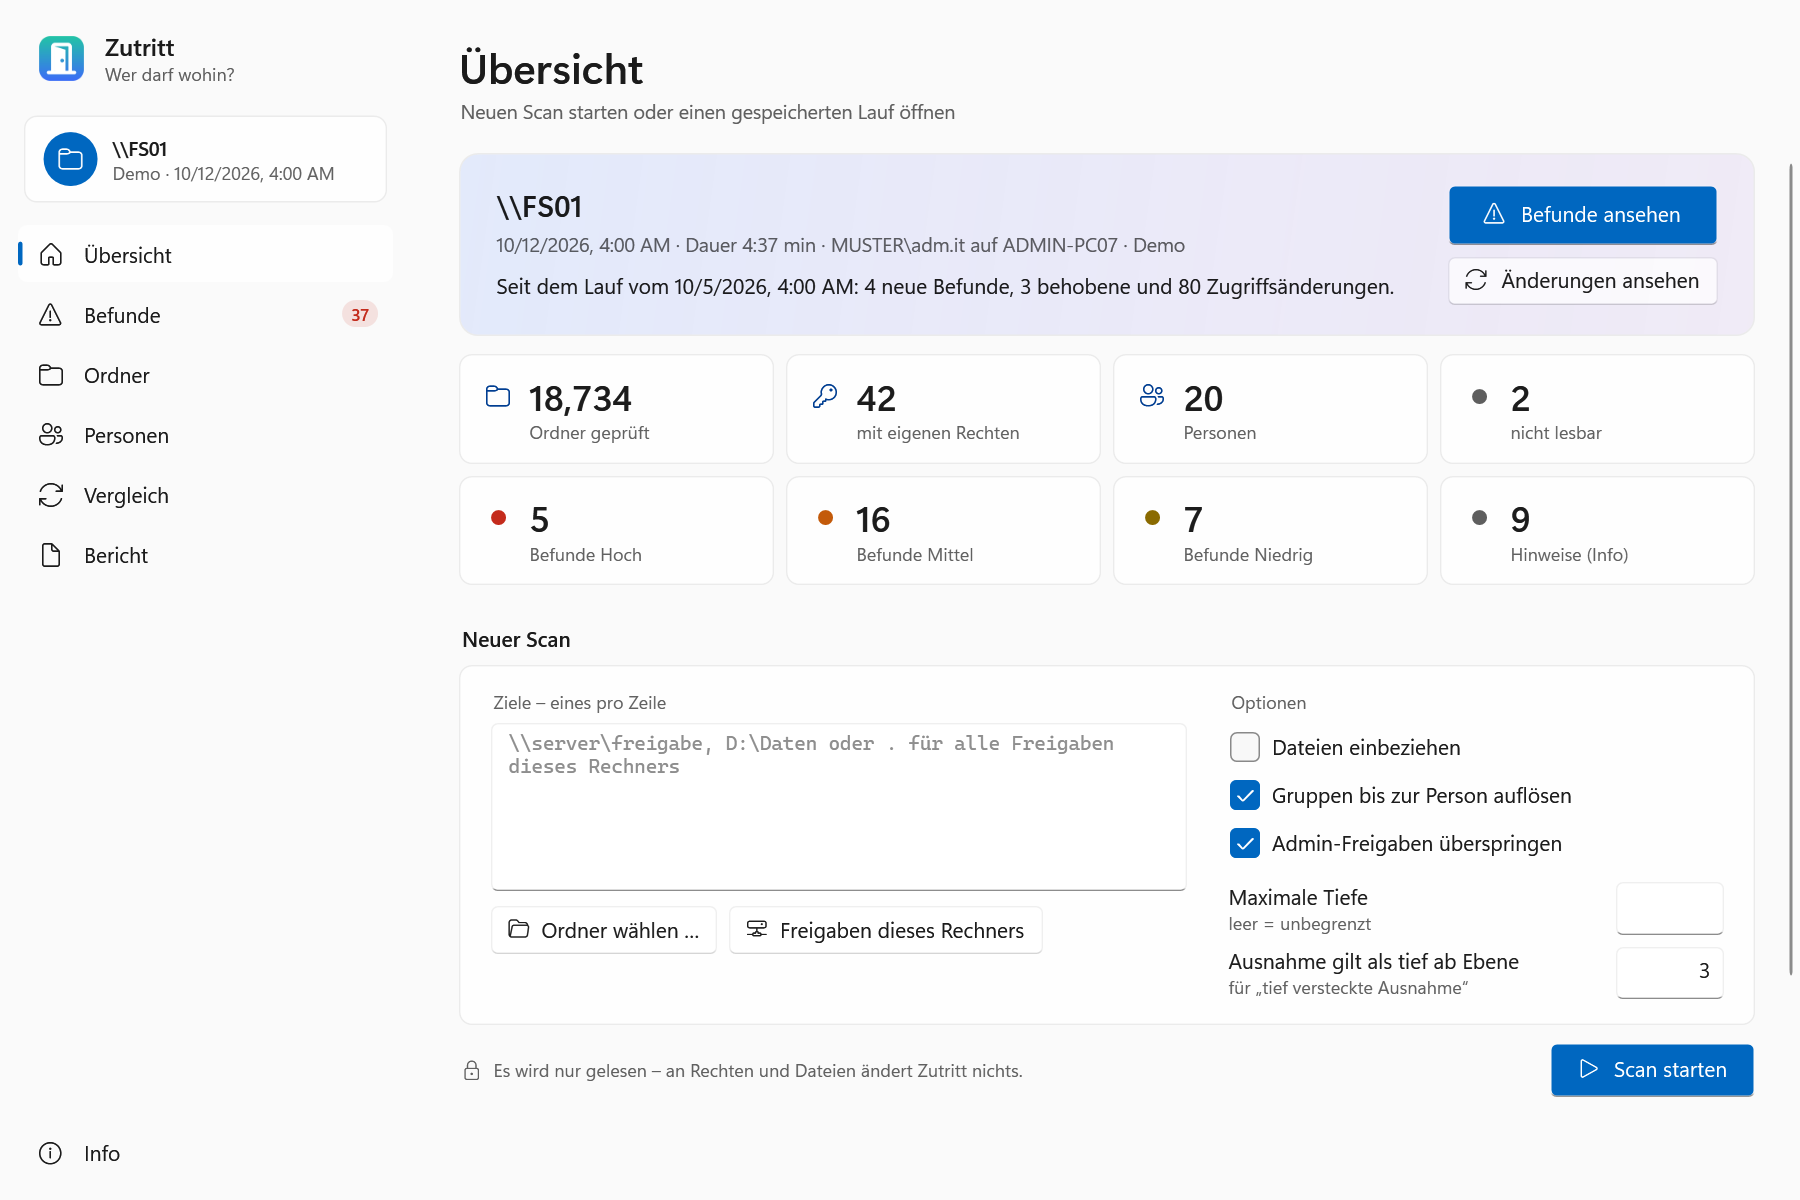 Zutritt
Wer darf wohin?
\\FS01
Demo · 10/12/2026, 4:00 AM
Übersicht
Befunde
37
Ordner
Personen
Vergleich
Bericht
Info
Übersicht
Neuen Scan starten oder einen gespeicherten Lauf öffnen
\\FS01
10/12/2026, 4:00 AM · Dauer 4:37 min · MUSTER\adm.it auf ADMIN-PC07 · Demo
Seit dem Lauf vom 10/5/2026, 4:00 AM: 4 neue Befunde, 3 behobene und 80 Zugriffsänderungen.
Befunde ansehen
Änderungen ansehen
18,734
Ordner geprüft
42
mit eigenen Rechten
20
Personen
2
nicht lesbar
5
Befunde Hoch
16
Befunde Mittel
7
Befunde Niedrig
9
Hinweise (Info)
Neuer Scan
Ziele – eines pro Zeile
\\server\freigabe, D:\Daten oder . für alle Freigaben
dieses Rechners
Ordner wählen ...
Freigaben dieses Rechners
Optionen
Dateien einbeziehen
Gruppen bis zur Person auflösen
Admin-Freigaben überspringen
Maximale Tiefe
leer = unbegrenzt
Ausnahme gilt als tief ab Ebene
für „tief versteckte Ausnahme“
3
Es wird nur gelesen – an Rechten und Dateien ändert Zutritt nichts.
Scan starten